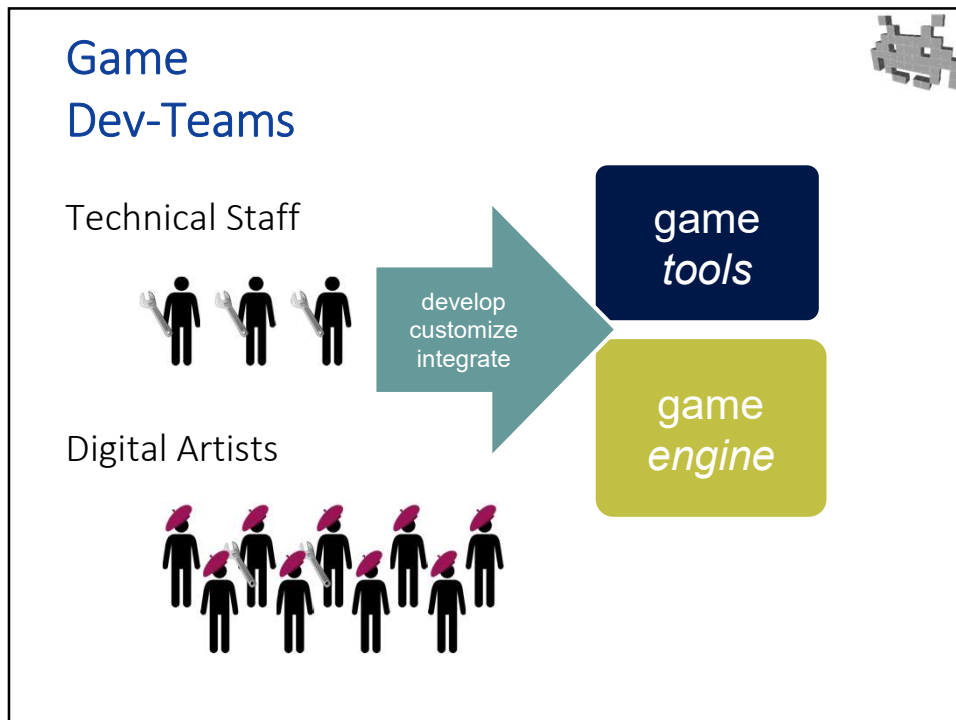 Game
Dev-Teams
Technical Staff
develop
customize
integrate
game
tools
game
engine
Digital Artists